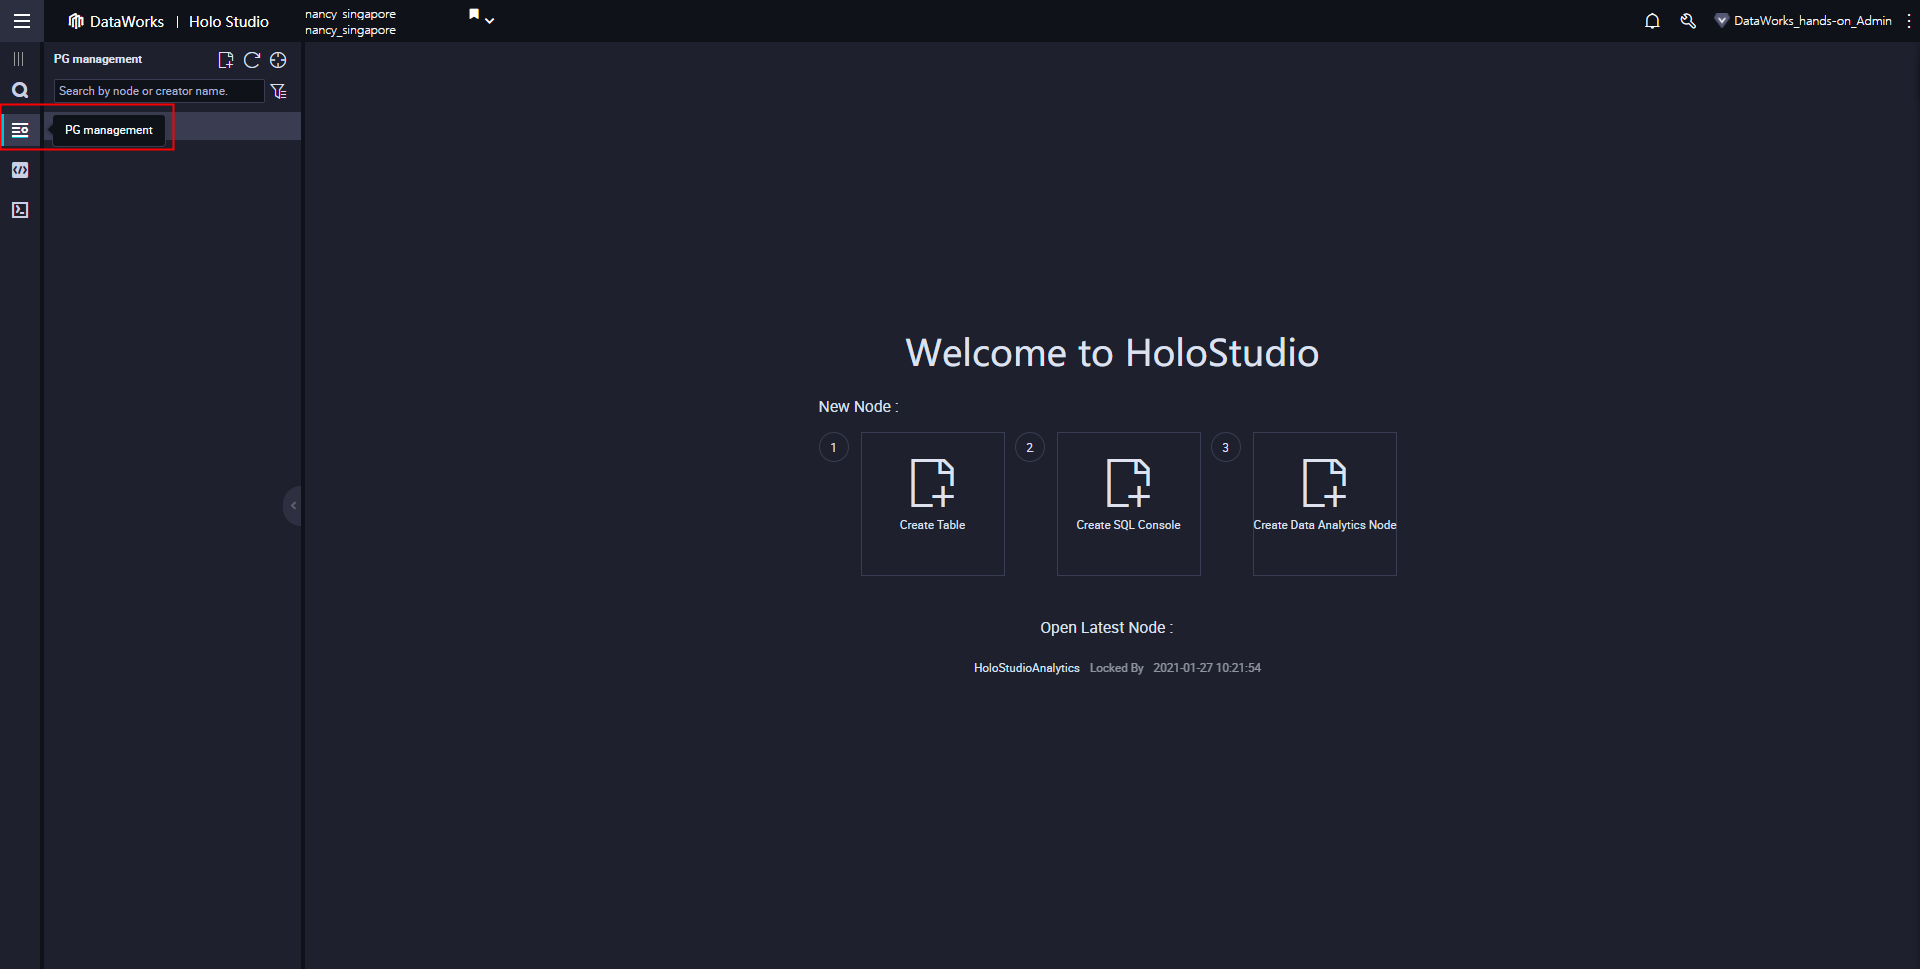 DataWorks | Holo Studio
nancy singapore
nancy_singapore
DataWorks_hands-on_Admin
PG management
Search by node or creator name.
PG management
Welcome to HoloStudio
New Node :
1
Create Table
2
Create SQL Console
3
Create Data Analytics Node
Open Latest Node :
HoloStudioAnalytics Locked By 2021-01-27 10:21:54